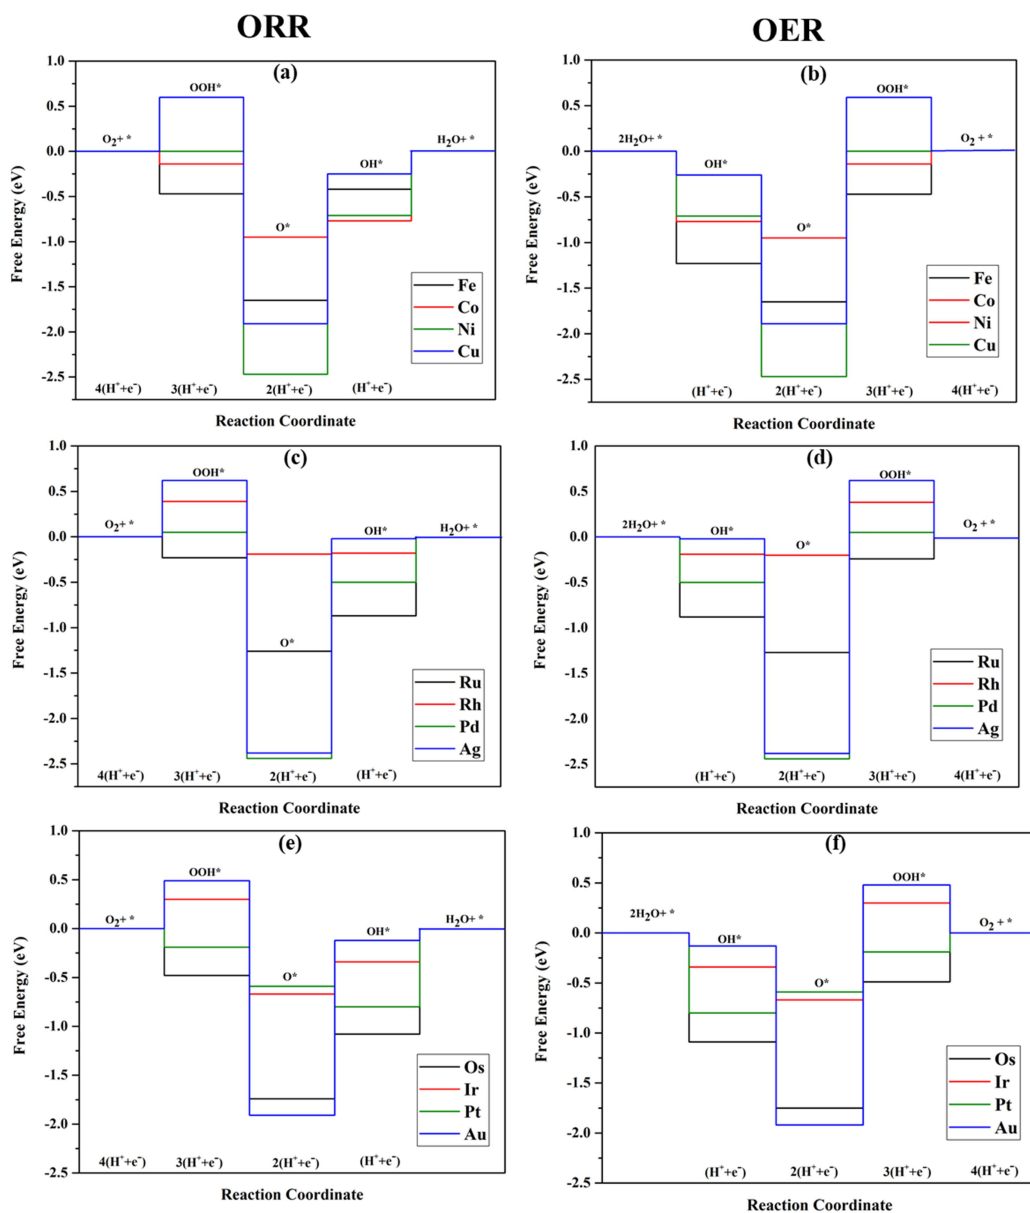 ORR
OER
(a)
1.0
0.5
0.0
-0.5
-1.0
-1.5
-2.0
-2.5
Free Energy (eV)
O₂+ *
OOH*
O*
OH*
H₂O+ *
Fe
Co
Ni
Cu
4(H⁺+e⁻) 3(H⁺+e⁻) 2(H⁺+e⁻) (H⁺+e⁻)
Reaction Coordinate
(b)
1.0
0.5
0.0
-0.5
-1.0
-1.5
-2.0
-2.5
Free Energy (eV)
2H₂O+ *
OH*
O*
OOH*
O₂ + *
Fe
Co
Ni
Cu
(H⁺+e⁻) 2(H⁺+e⁻) 3(H⁺+e⁻) 4(H⁺+e⁻)
Reaction Coordinate
(c)
1.0
0.5
0.0
-0.5
-1.0
-1.5
-2.0
-2.5
Free Energy (eV)
O₂+ *
OOH*
O*
OH*
H₂O+ *
Ru
Rh
Pd
Ag
4(H⁺+e⁻) 3(H⁺+e⁻) 2(H⁺+e⁻) (H⁺+e⁻)
Reaction Coordinate
(d)
1.0
0.5
0.0
-0.5
-1.0
-1.5
-2.0
-2.5
Free Energy (eV)
2H₂O+ *
OH*
O*
OOH*
O₂ + *
Ru
Rh
Pd
Ag
(H⁺+e⁻) 2(H⁺+e⁻) 3(H⁺+e⁻) 4(H⁺+e⁻)
Reaction Coordinate
(e)
1.0
0.5
0.0
-0.5
-1.0
-1.5
-2.0
-2.5
Free Energy (eV)
O₂+ *
OOH*
O*
OH*
H₂O+ *
Os
Ir
Pt
Au
4(H⁺+e⁻) 3(H⁺+e⁻) 2(H⁺+e⁻) (H⁺+e⁻)
Reaction Coordinate
(f)
1.0
0.5
0.0
-0.5
-1.0
-1.5
-2.0
-2.5
Free Energy (eV)
2H₂O+ *
OH*
O*
OOH*
O₂ + *
Os
Ir
Pt
Au
(H⁺+e⁻) 2(H⁺+e⁻) 3(H⁺+e⁻) 4(H⁺+e⁻)
Reaction Coordinate